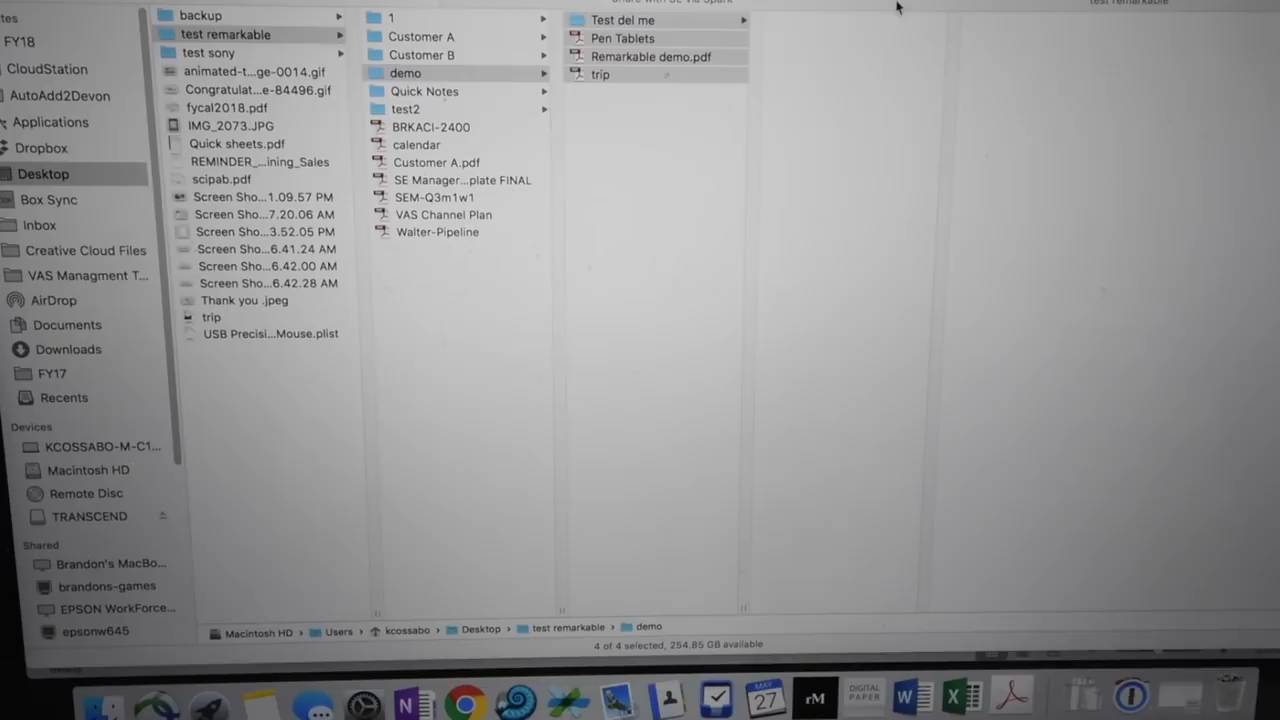 tes
FY18
CloudStation
AutoAdd2Devon
Applications
Dropbox
Desktop
Box Sync
Inbox
Creative Cloud Files
VAS Managment T...
AirDrop
Documents
Downloads
FY17
Recents
Devices
KCOSSABO-M-C1...
Macintosh HD
Remote Disc
TRANSCEND
Shared
Brandon's MacBo...
brandons-games
EPSON WorkForce...
epsonw645
backup
test remarkable
test sony
animated-t...ge-0014.gif
Congratulat...e-84496.gif
fycal2018.pdf
IMG_2073.JPG
Quick sheets.pdf
REMINDER_...ining_Sales
scipab.pdf
Screen Sho...1.09.57 PM
Screen Sho...7.20.06 AM
Screen Sho...3.52.05 PM
Screen Sho...6.41.24 AM
Screen Sho...6.42.00 AM
Screen Sho...6.42.28 AM
Thank you .jpeg
trip
USB Precisi...Mouse.plist
1
Customer A
Customer B
demo
Quick Notes
test2
BRKACI-2400
calendar
Customer A.pdf
SE Manager...plate FINAL
SEM-Q3m1w1
VAS Channel Plan
Walter-Pipeline
Test del me
Pen Tablets
Remarkable demo.pdf
trip
test remarkable
Macintosh HD › Users › kcossabo › Desktop › test remarkable › demo
4 of 4 selected, 254.85 GB available
N
MAY
27
rM
DIGITAL
PAPER
W
X